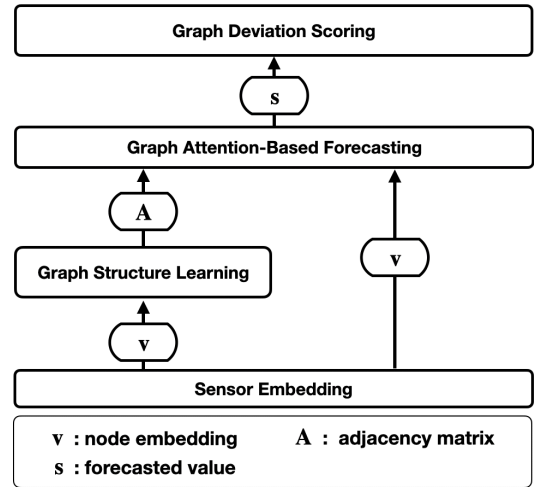 Graph Deviation Scoring
s
Graph Attention-Based Forecasting
A
v
Graph Structure Learning
v
Sensor Embedding
v : node embedding A : adjacency matrix
s : forecasted value